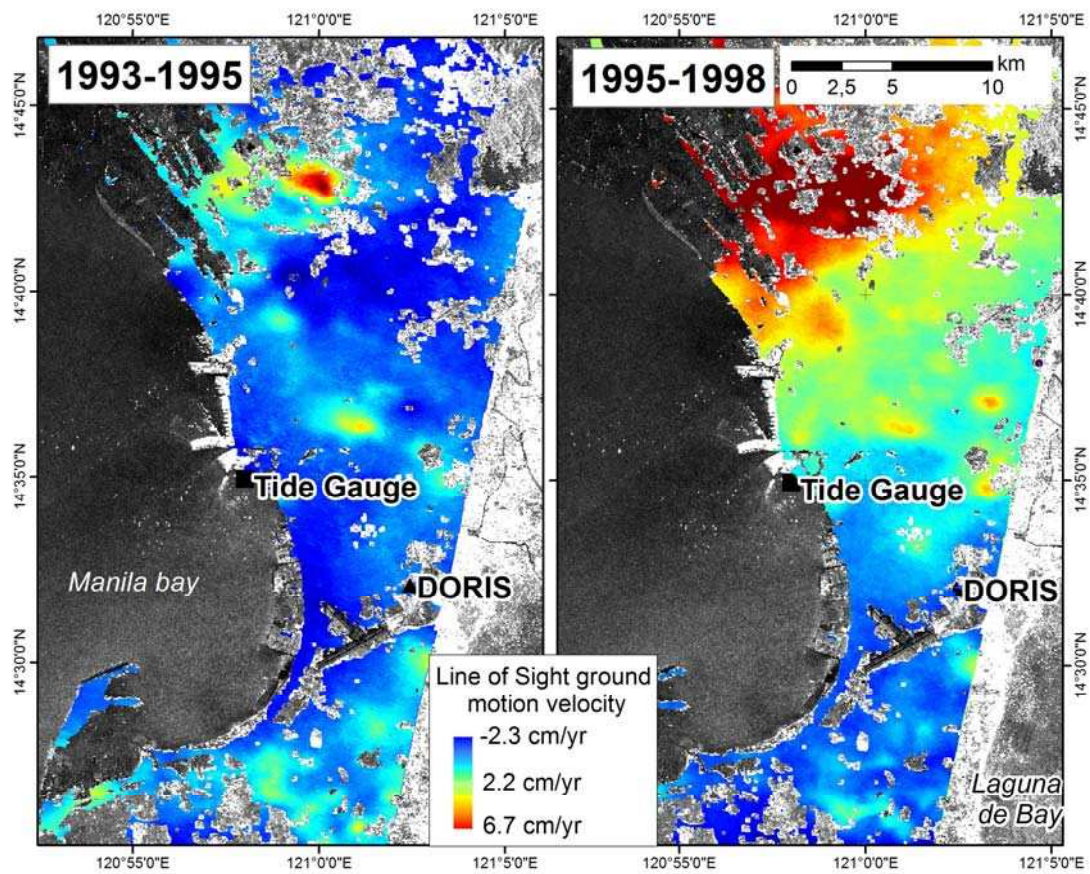 120°55'0"E 121°0'0"E 121°5'0"E 120°55'0"E 121°0'0"E 121°5'0"E
1993-1995
1995-1998
km
0 2,5 5 10
14°45'0"N
14°40'0"N
14°35'0"N
14°30'0"N
14°45'0"N
14°40'0"N
14°35'0"N
14°30'0"N
Tide Gauge
Manila bay
DORIS
Tide Gauge
DORIS
Line of Sight ground
motion velocity
-2.3 cm/yr
2.2 cm/yr
6.7 cm/yr
Laguna
de Bay
120°55'0"E 121°0'0"E 121°5'0"E 120°55'0"E 121°0'0"E 121°5'0"E